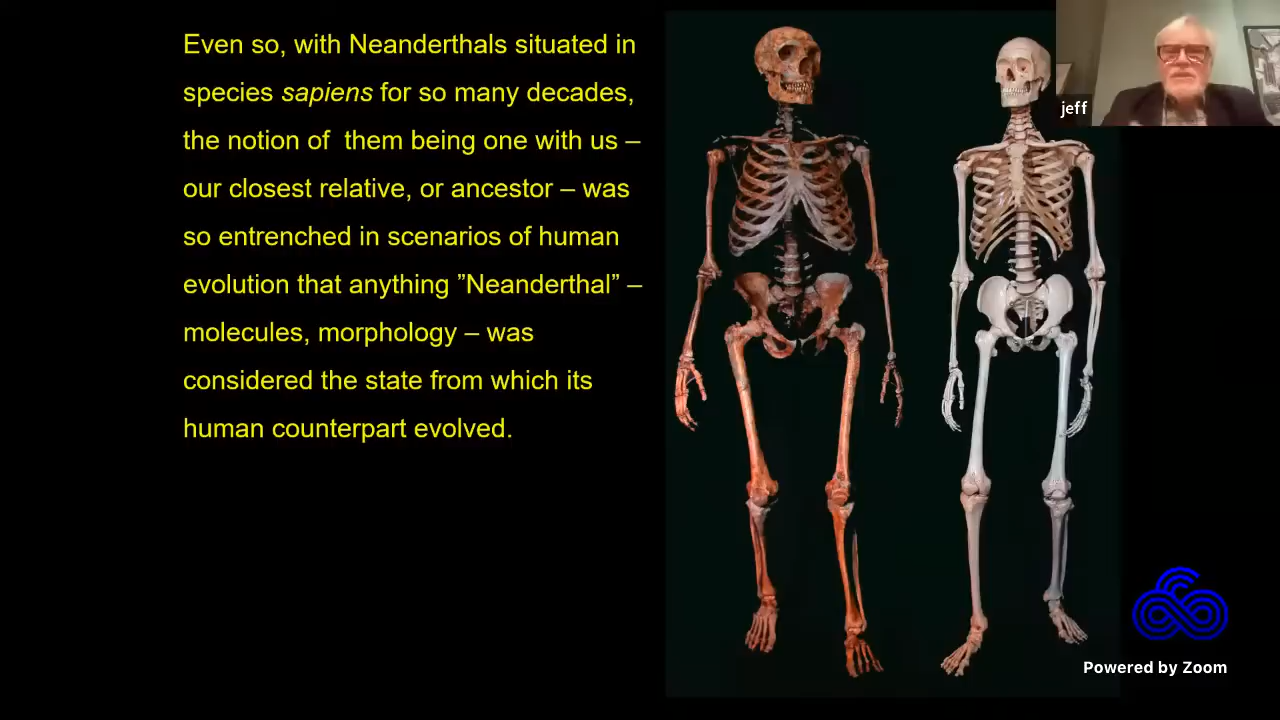 Even so, with Neanderthals situated in
species sapiens for so many decades,
the notion of  them being one with us –
our closest relative, or ancestor – was
so entrenched in scenarios of human
evolution that anything ”Neanderthal” –
molecules, morphology – was
considered the state from which its
human counterpart evolved.
jeff
Powered by Zoom